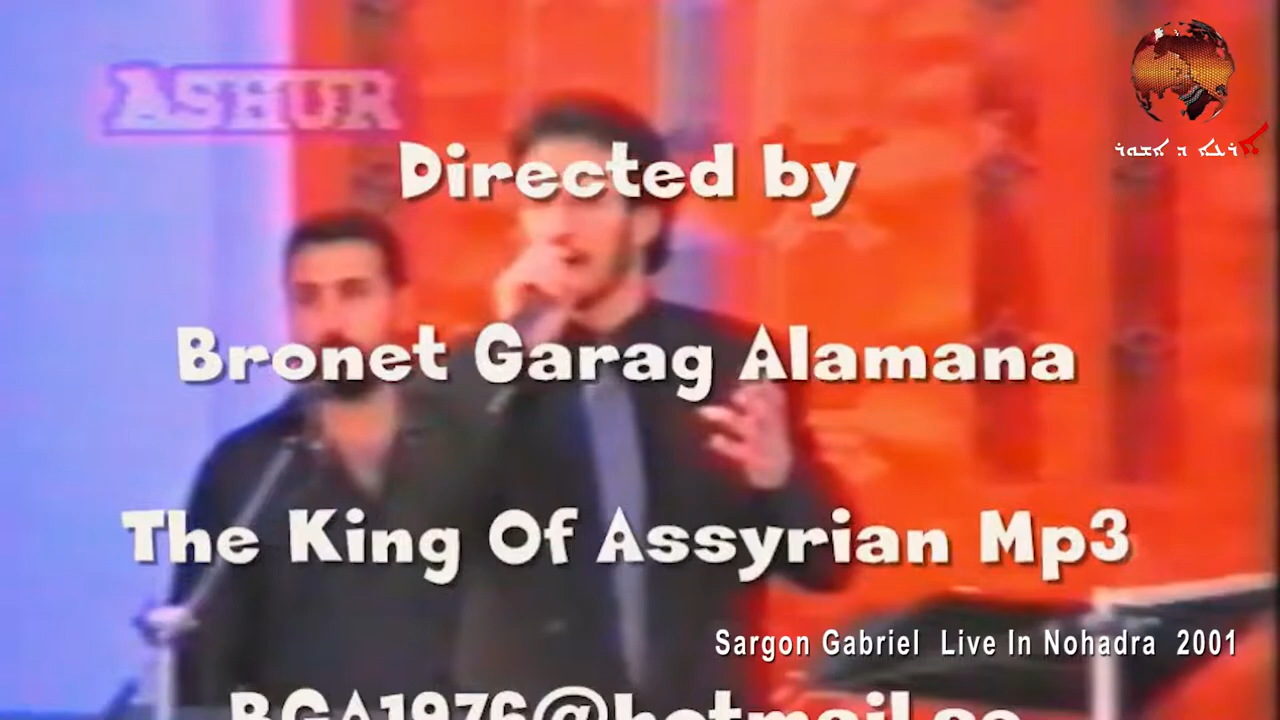 ASHUR
Directed by
Bronet Garag Alamana
The King Of Assyrian Mp3
Sargon Gabriel Live In Nohadra 2001